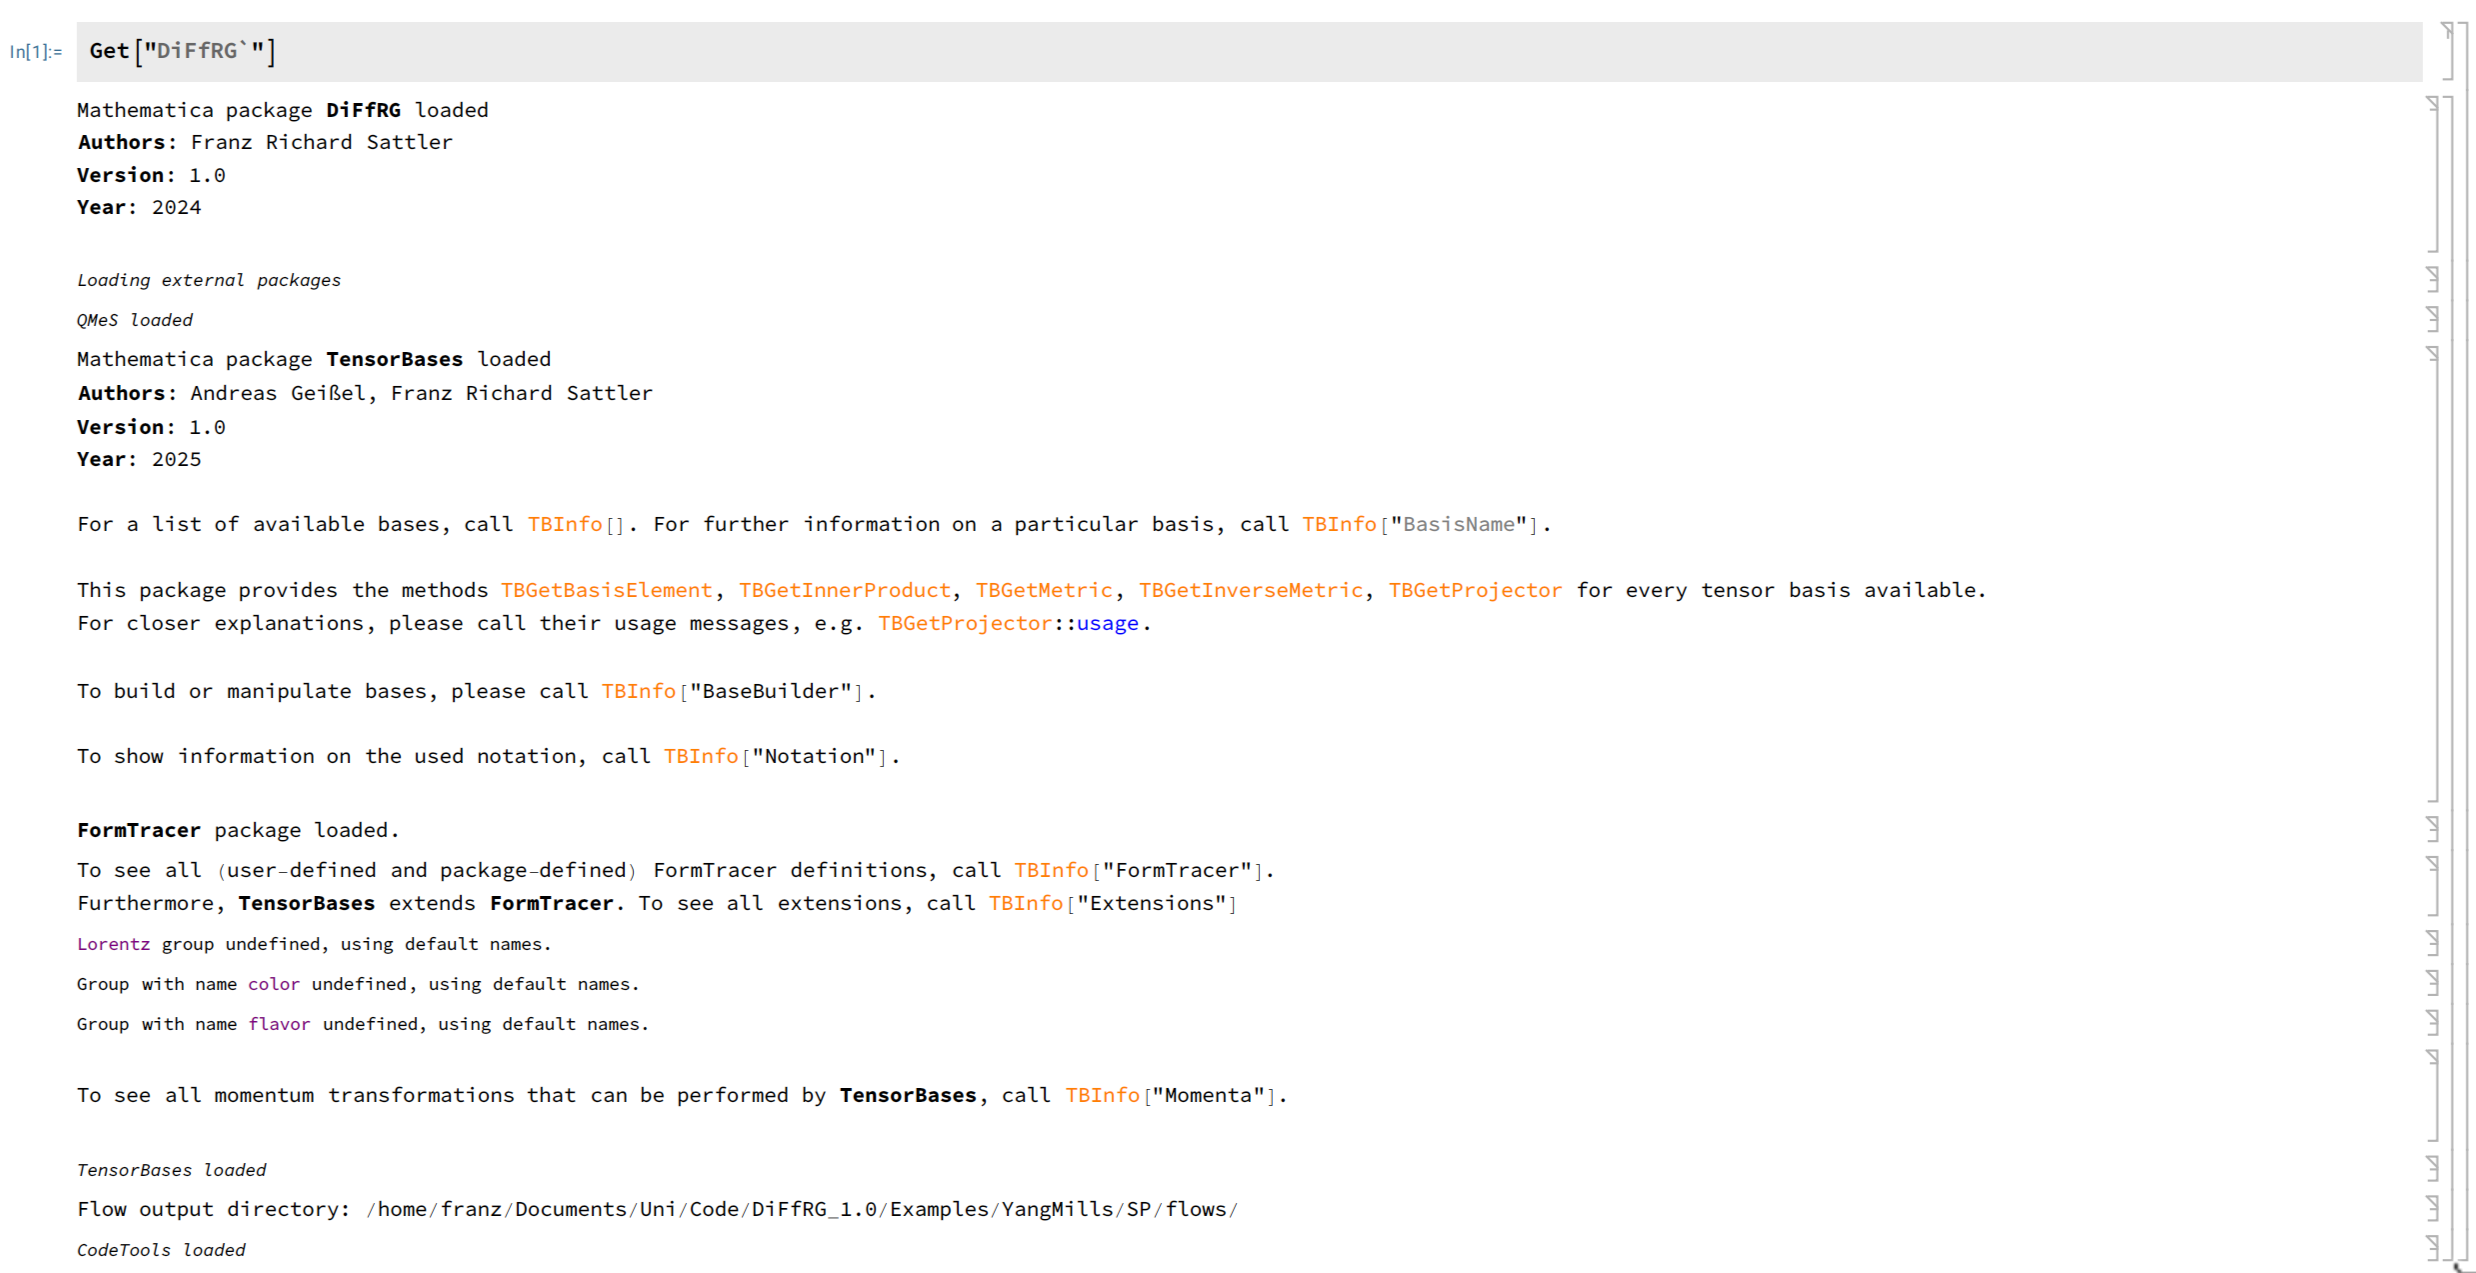 In[1]:= Get["DiFfRG`"]
Mathematica package DiFfRG loaded
Authors: Franz Richard Sattler
Version: 1.0
Year: 2024
Loading external packages
QMeS loaded
Mathematica package TensorBases loaded
Authors: Andreas Geißel, Franz Richard Sattler
Version: 1.0
Year: 2025
For a list of available bases, call TBInfo[]. For further information on a particular basis, call TBInfo["BasisName"].
This package provides the methods TBGetBasisElement, TBGetInnerProduct, TBGetMetric, TBGetInverseMetric, TBGetProjector for every tensor basis available.
For closer explanations, please call their usage messages, e.g. TBGetProjector::usage.
To build or manipulate bases, please call TBInfo["BaseBuilder"].
To show information on the used notation, call TBInfo["Notation"].
FormTracer package loaded.
To see all (user-defined and package-defined) FormTracer definitions, call TBInfo["FormTracer"].
Furthermore, TensorBases extends FormTracer. To see all extensions, call TBInfo["Extensions"]
Lorentz group undefined, using default names.
Group with name color undefined, using default names.
Group with name flavor undefined, using default names.
To see all momentum transformations that can be performed by TensorBases, call TBInfo["Momenta"].
TensorBases loaded
Flow output directory: /home/franz/Documents/Uni/Code/DiFfRG_1.0/Examples/YangMills/SP/flows/
CodeTools loaded